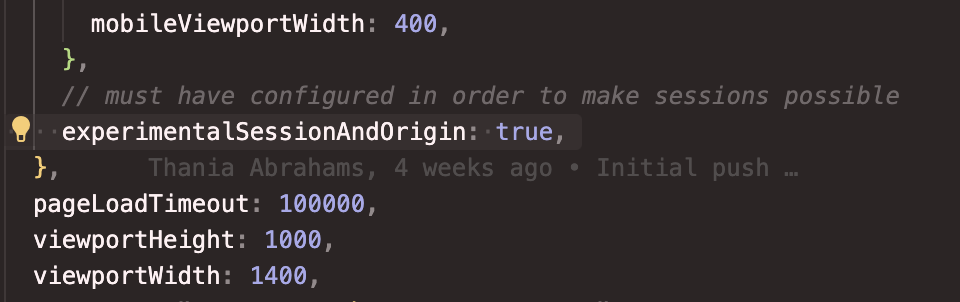 mobileViewportWidth: 400,
},
// must have configured in order to make sessions possible
experimentalSessionAndOrigin: true,
}, Thania Abrahams, 4 weeks ago • Initial push …
pageLoadTimeout: 100000,
viewportHeight: 1000,
viewportWidth: 1400,